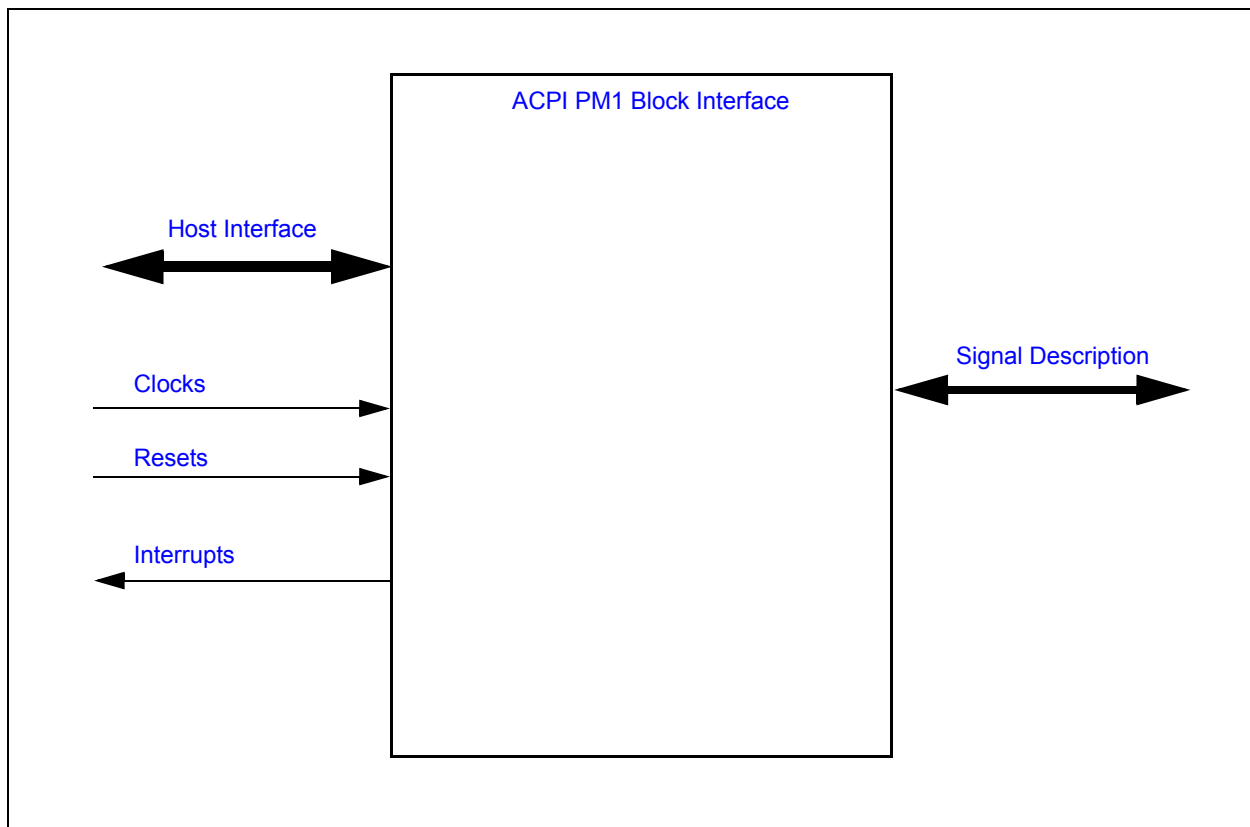 ACPI PM1 Block Interface
Host Interface
Signal Description
Clocks
Resets
Interrupts